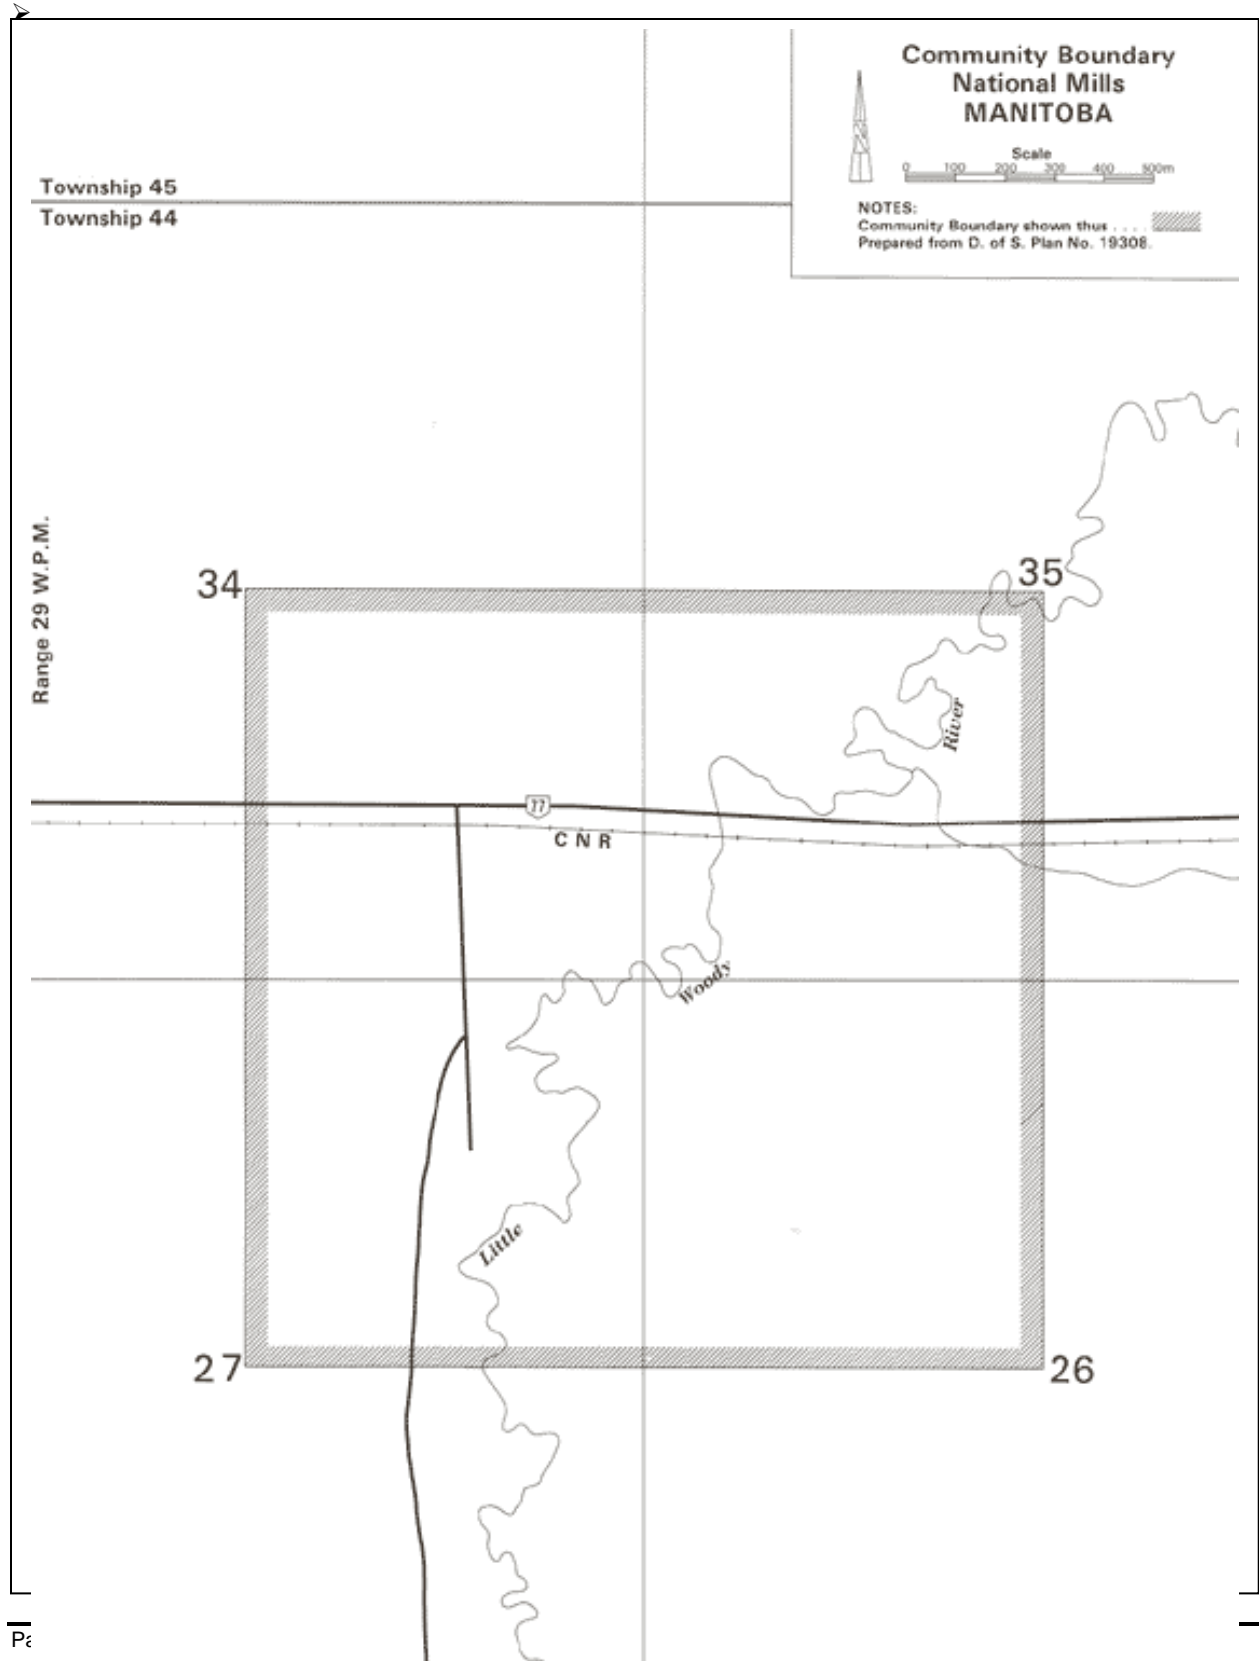 Community Boundary
National Mills
MANITOBA
Scale
0 100 200 300 400 500m
NOTES:
Community Boundary shown thus . . . .
Prepared from D. of S. Plan No. 19308.
Township 45
Township 44
Range 29 W.P.M.
34
35
River
77
C N R
Woody
Little
27
26